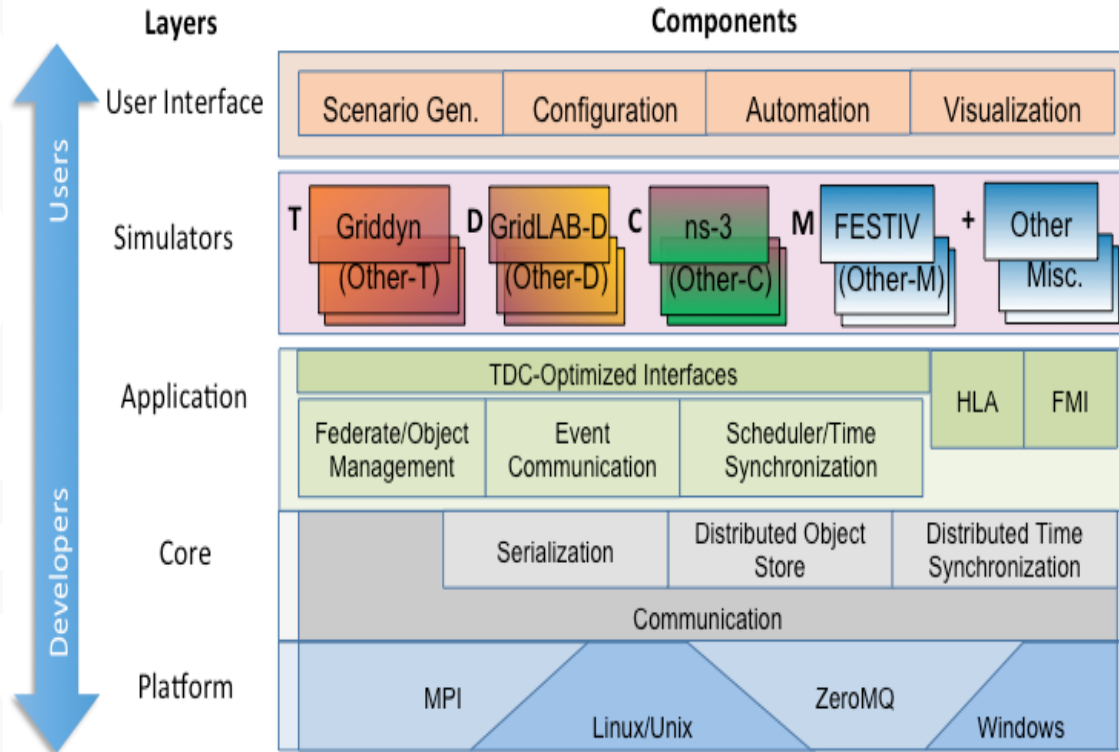 Layers
Components
Users
Developers
User Interface
Scenario Gen.
Configuration
Automation
Visualization
Simulators
T
Griddyn
(Other-T)
D
GridLAB-D
(Other-D)
C
ns-3
(Other-C)
M
FESTIV
(Other-M)
+
Other
Misc.
Application
TDC-Optimized Interfaces
HLA
FMI
Federate/Object
Management
Event
Communication
Scheduler/Time
Synchronization
Core
Serialization
Distributed Object
Store
Distributed Time
Synchronization
Communication
Platform
MPI
Linux/Unix
ZeroMQ
Windows